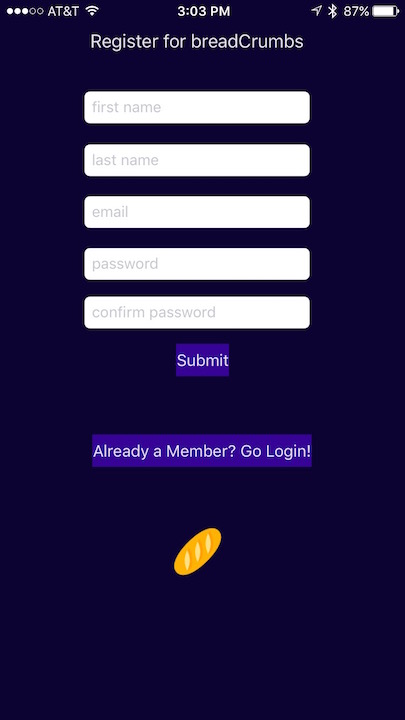 AT&T 3:03 PM 87%
Register for breadCrumbs
first name
last name
email
password
confirm password
Submit
Already a Member? Go Login!